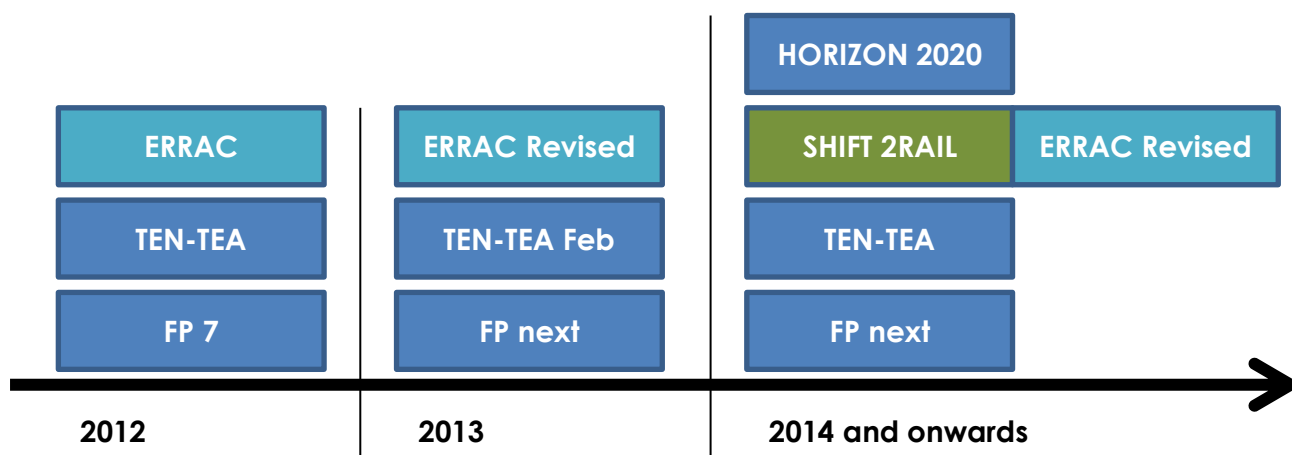 HORIZON 2020
ERRAC
ERRAC Revised
SHIFT 2RAIL
ERRAC Revised
TEN-TEA
TEN-TEA Feb
TEN-TEA
FP 7
FP next
FP next
2012
2013
2014 and onwards